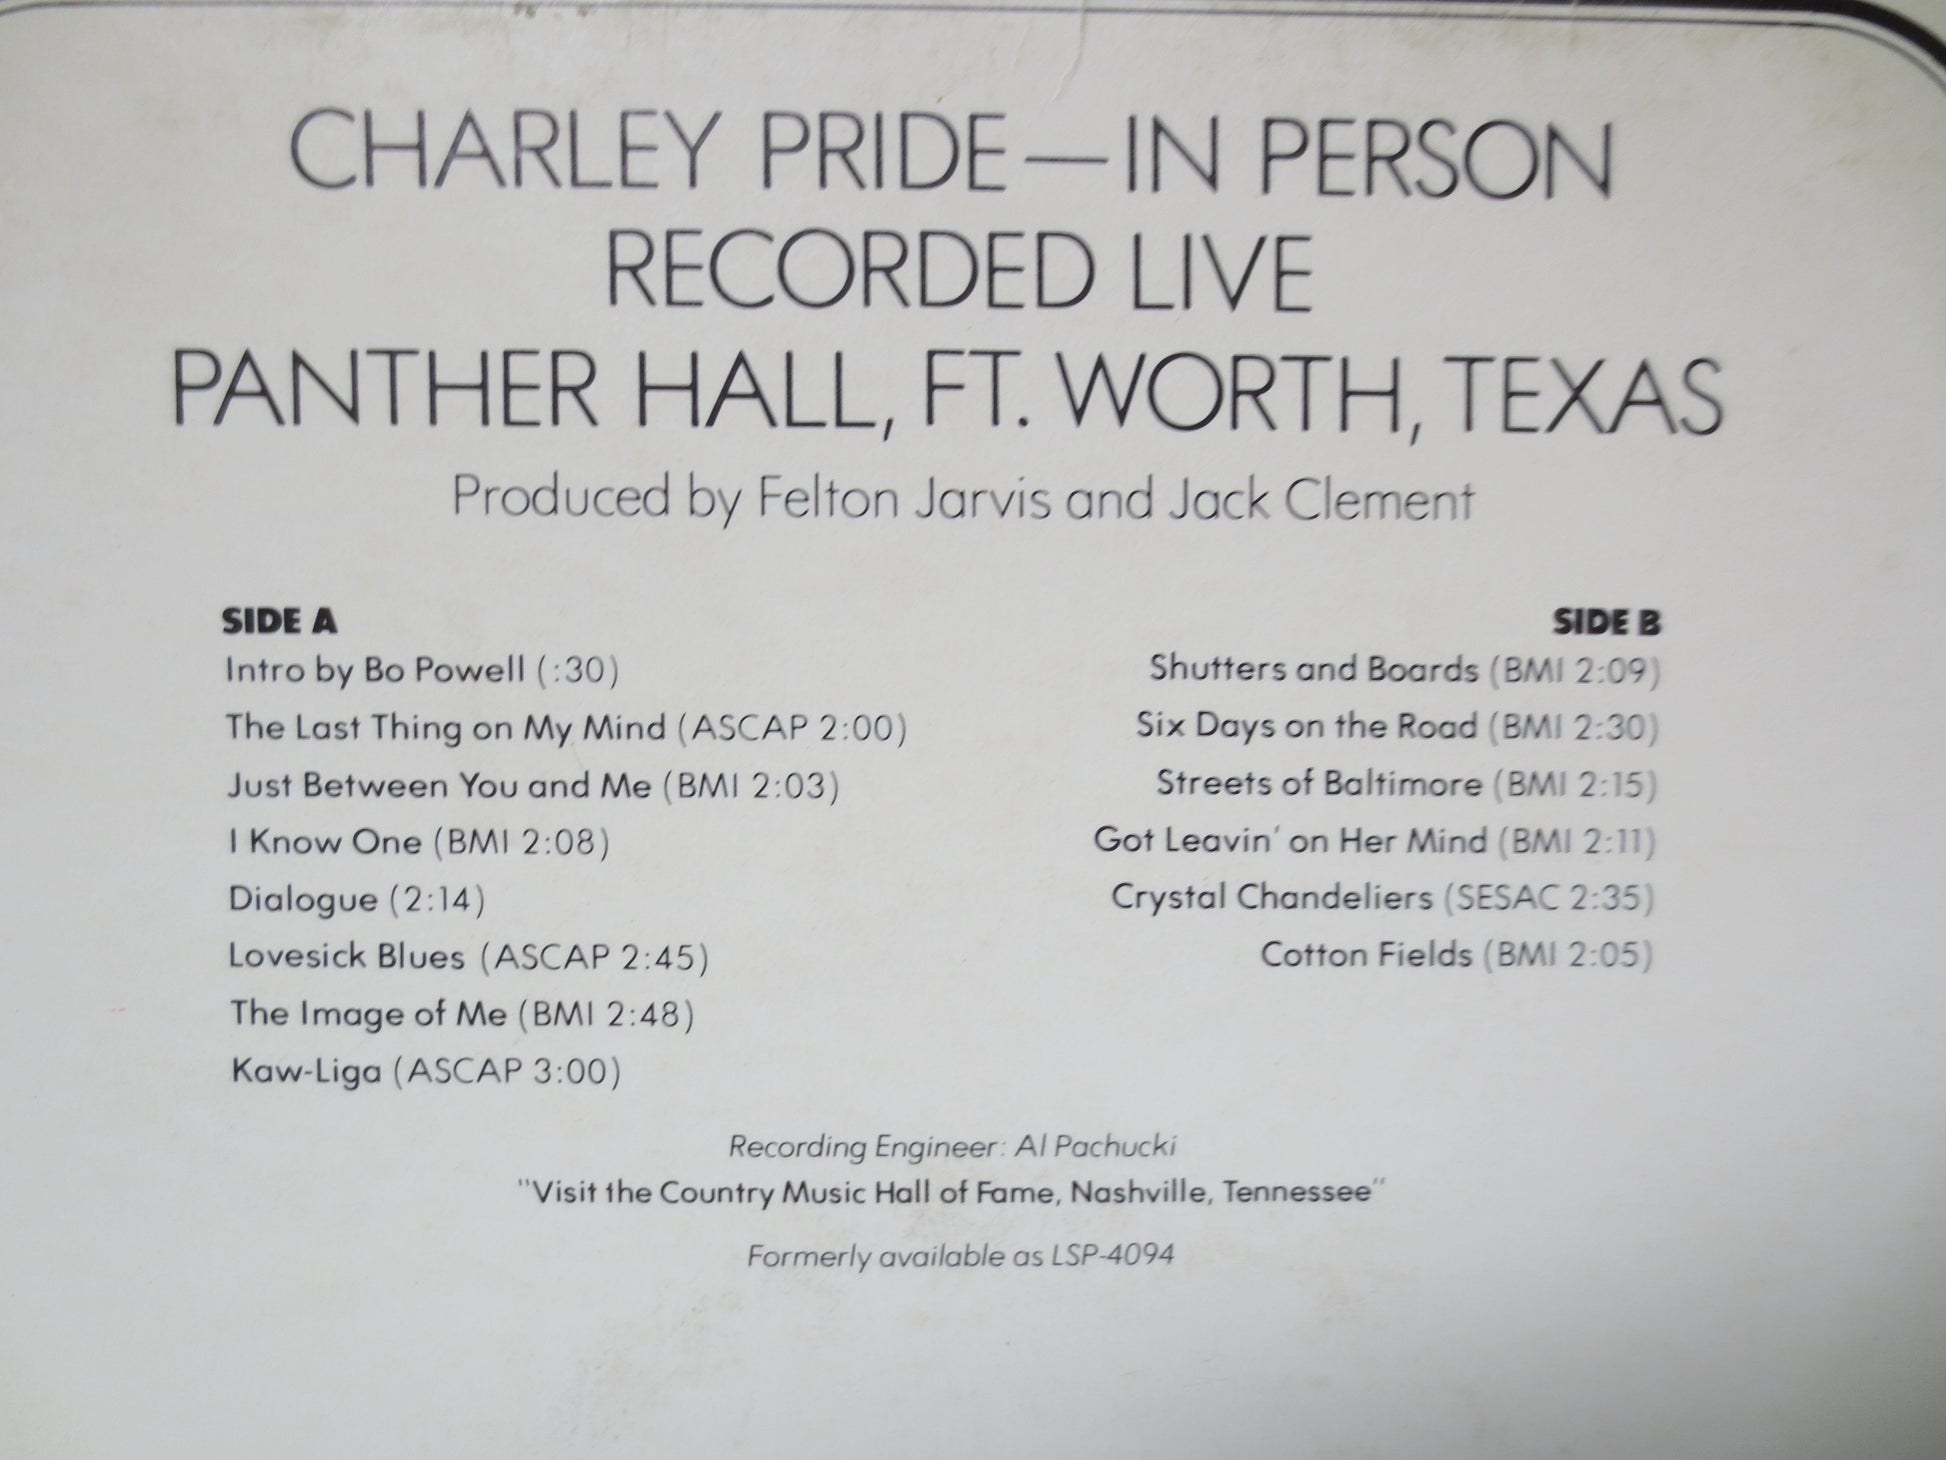 CHARLEY PRIDE—IN PERSON
RECORDED LIVE
PANTHER HALL, FT. WORTH, TEXAS
Produced by Felton Jarvis and Jack Clement
SIDE A
Intro by Bo Powell (:30)
The Last Thing on My Mind (ASCAP 2:00)
Just Between You and Me (BMI 2:03)
I Know One (BMI 2:08)
Dialogue (2:14)
Lovesick Blues (ASCAP 2:45)
The Image of Me (BMI 2:48)
Kaw-Liga (ASCAP 3:00)
SIDE B
Shutters and Boards (BMI 2:09)
Six Days on the Road (BMI 2:30)
Streets of Baltimore (BMI 2:15)
Got Leavin' on Her Mind (BMI 2:11)
Crystal Chandeliers (SESAC 2:35)
Cotton Fields (BMI 2:05)
Recording Engineer: Al Pachucki
"Visit the Country Music Hall of Fame, Nashville, Tennessee"
Formerly available as LSP-4094